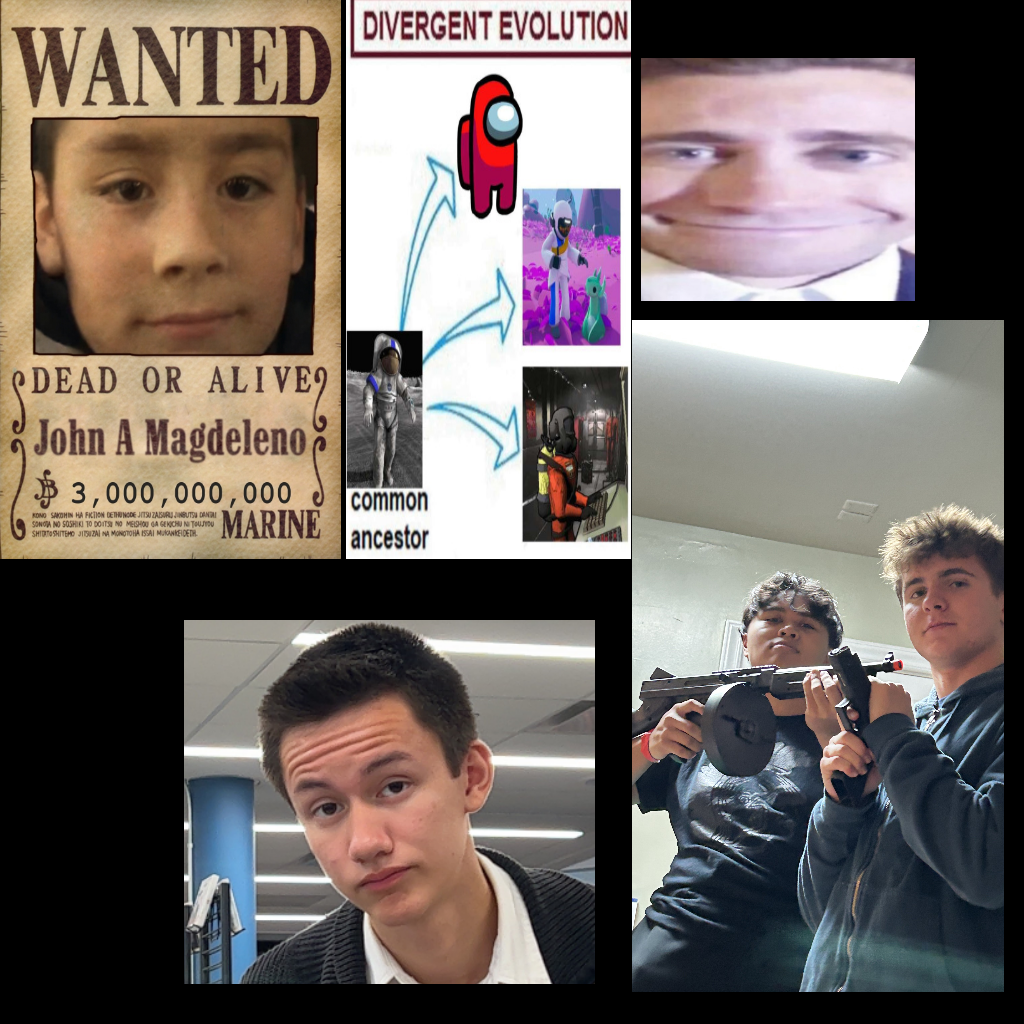 WANTED
DEAD OR ALIVE
John A Magdeleno
3,000,000,000
MARINE
DIVERGENT EVOLUTION
common
ancestor